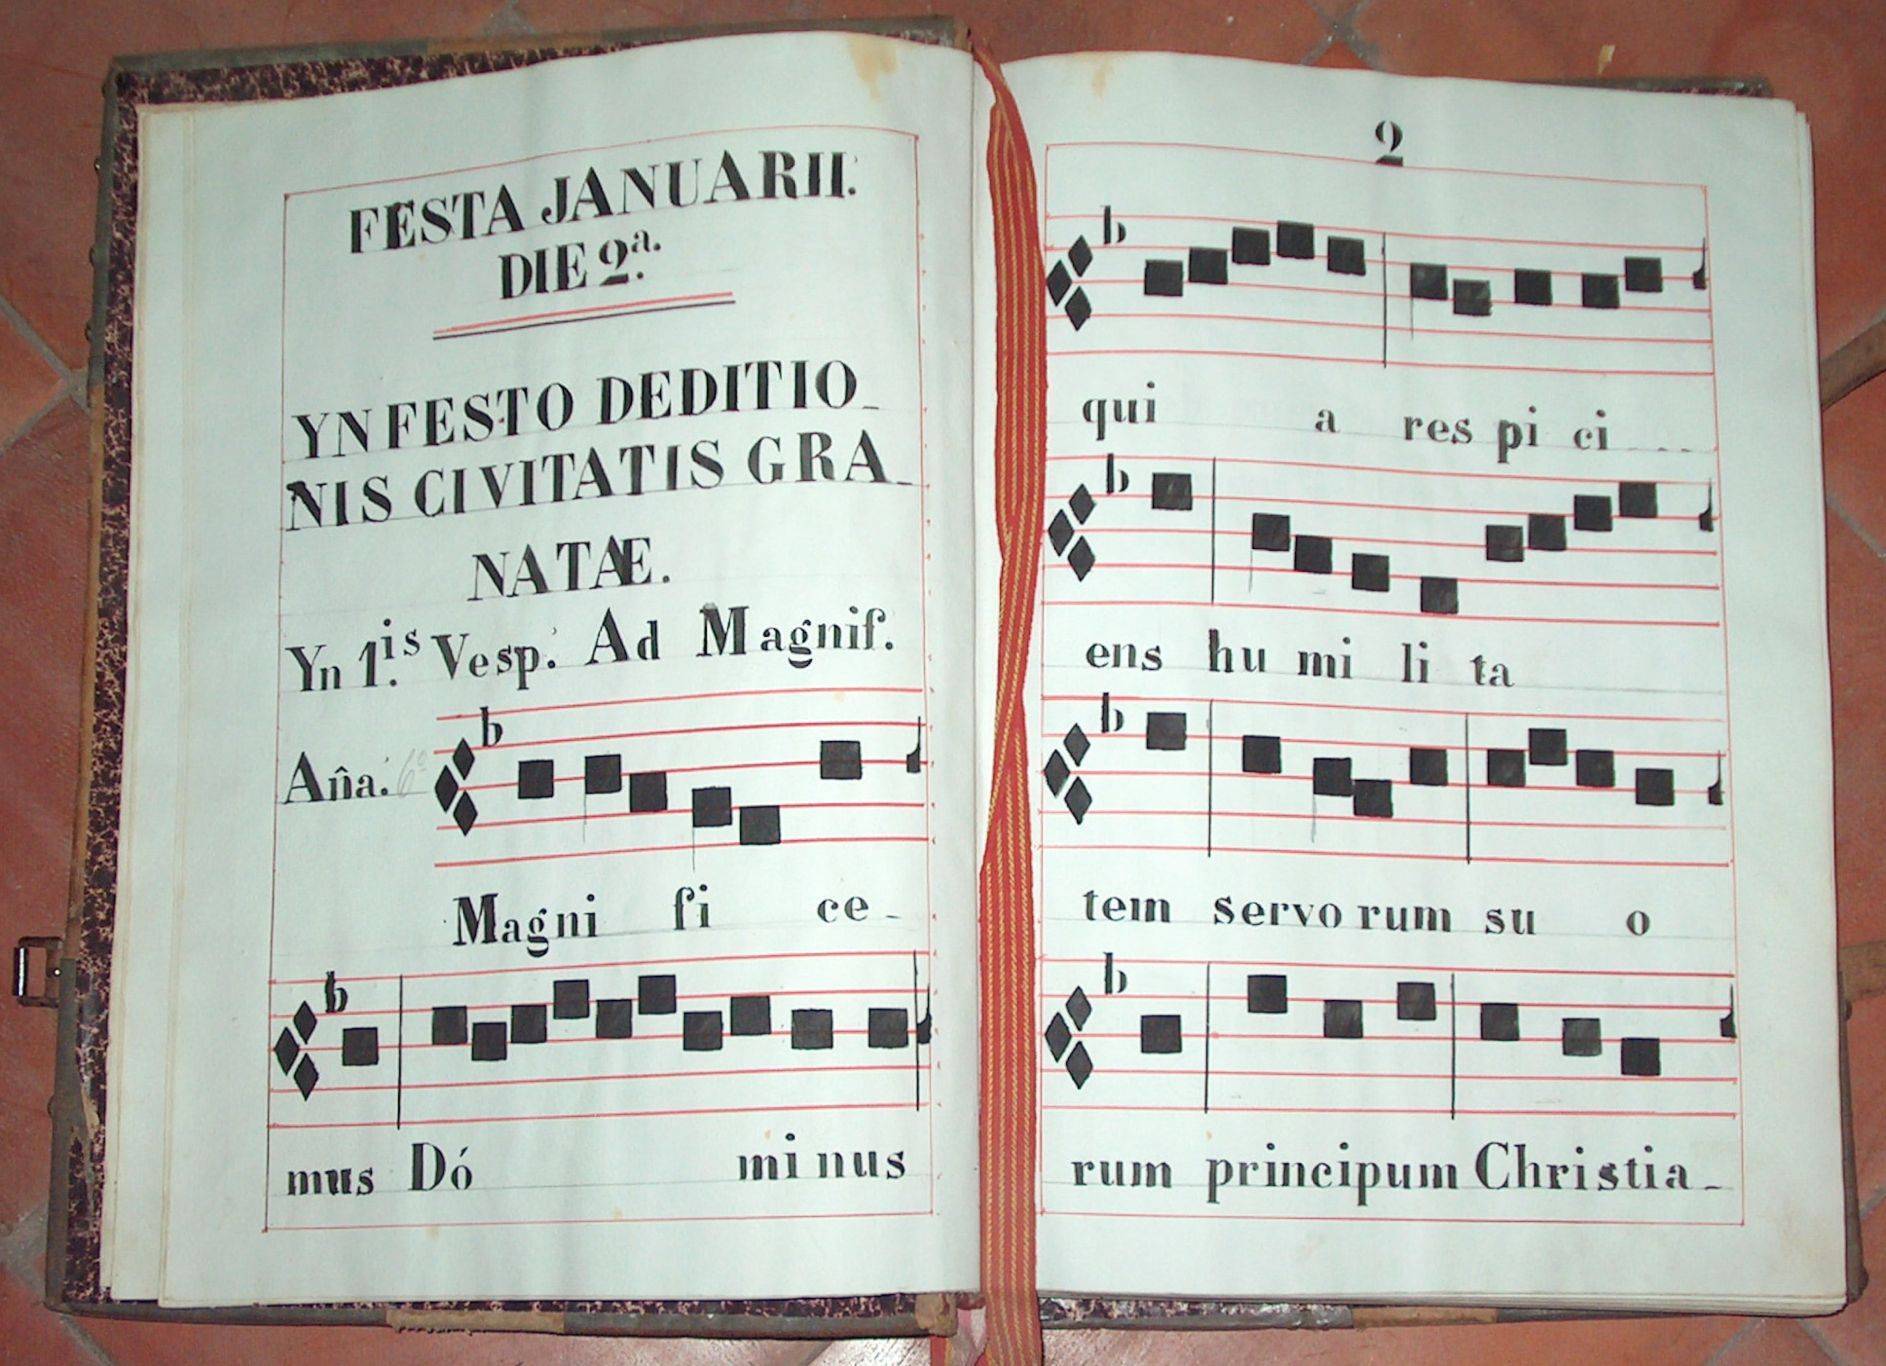 FESTA JANUARII.
DIE 2.ª
YN FESTO DEDITIO_
NIS CIVITATIS GRA_
NATÆ.
Yn 1.is Vesp. Ad Magnif.
Aña. 6º
b
Magni fi ce_
b
mus Dó mi nus
2
b
qui a res pi ci ....
b
ens hu mi li ta
b
tem servo rum su o
b
rum principum Christia_